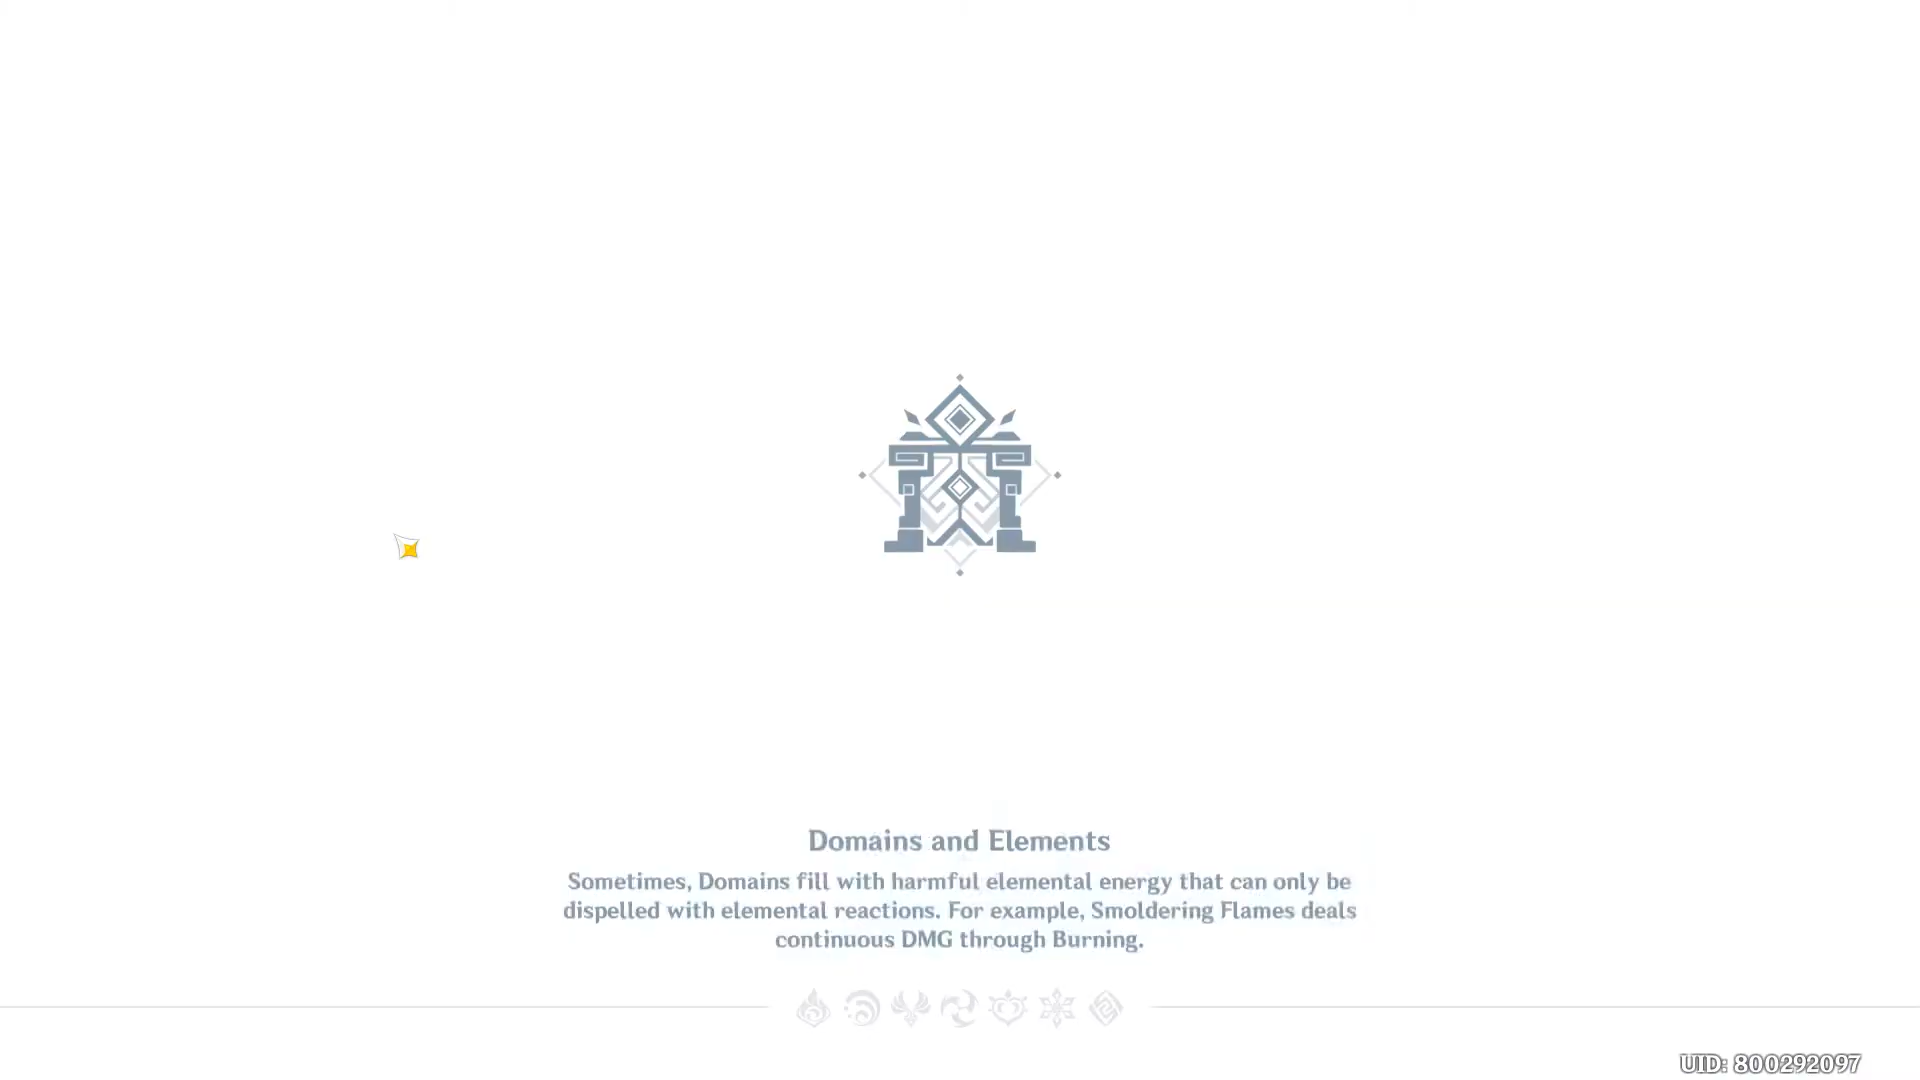 Domains and Elements
Sometimes, Domains fill with harmful elemental energy that can only be
dispelled with elemental reactions. For example, Smoldering Flames deals
continuous DMG through Burning.
UID: 800292097